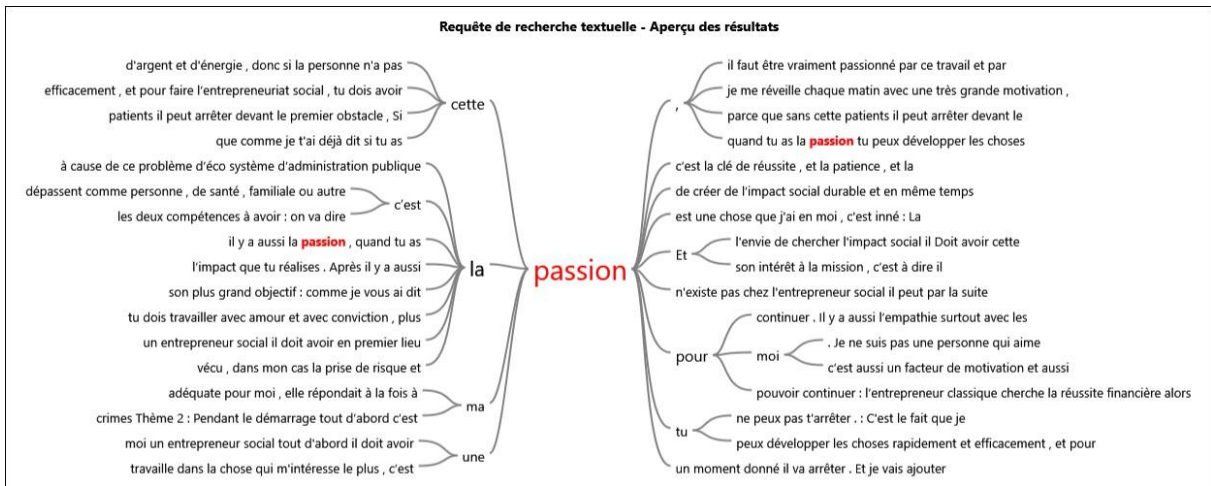 Requête de recherche textuelle - Aperçu des résultats
d'argent et d'énergie , donc si la personne n'a pas
efficacement , et pour faire l'entrepreneuriat social , tu dois avoir
patients il peut arrêter devant le premier obstacle , Si
que comme je t'ai déjà dit si tu as
cette
à cause de ce problème d'éco système d'administration publique
dépassent comme personne , de santé , familiale ou autre
les deux compétences à avoir : on va dire
c'est
il y a aussi la passion , quand tu as
l'impact que tu réalises . Après il y a aussi
son plus grand objectif : comme je vous ai dit
tu dois travailler avec amour et avec conviction , plus
un entrepreneur social il doit avoir en premier lieu
vécu , dans mon cas la prise de risque et
la
adéquate pour moi , elle répondait à la fois à
crimes Thème 2 : Pendant le démarrage tout d'abord c'est
ma
moi un entrepreneur social tout d'abord il doit avoir
travaille dans la chose qui m'intéresse le plus , c'est
une
passion
,
il faut être vraiment passionné par ce travail et par
je me réveille chaque matin avec une très grande motivation ,
parce que sans cette patients il peut arrêter devant le
quand tu as la passion tu peux développer les choses
c'est la clé de réussite , et la patience , et la
de créer de l'impact social durable et en même temps
est une chose que j'ai en moi , c'est inné : La
Et
l'envie de chercher l'impact social il Doit avoir cette
son intérêt à la mission , c'est à dire il
n'existe pas chez l'entrepreneur social il peut par la suite
pour
continuer . Il y a aussi l'empathie surtout avec les
moi
. Je ne suis pas une personne qui aime
c'est aussi un facteur de motivation et aussi
pouvoir continuer : l'entrepreneur classique cherche la réussite financière alors
tu
ne peux pas t'arrêter . : C'est le fait que je
peux développer les choses rapidement et efficacement , et pour
un moment donné il va arrêter . Et je vais ajouter